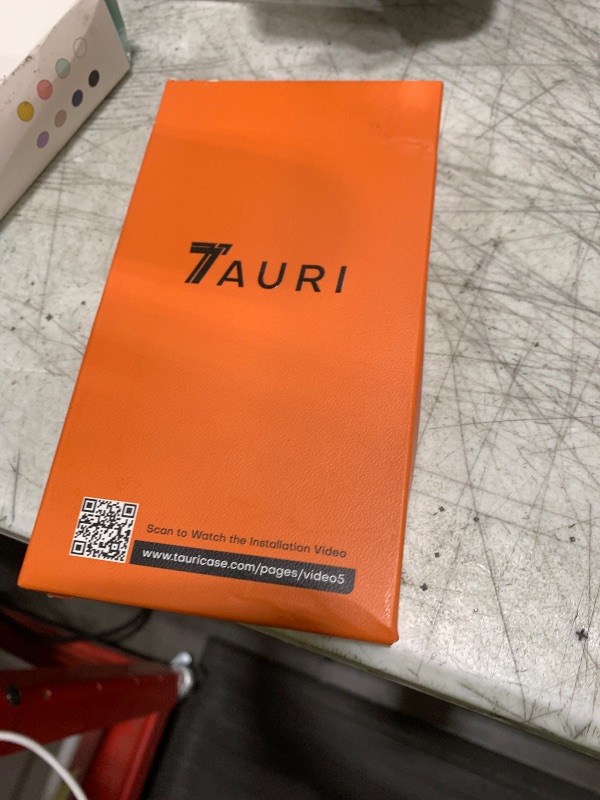 TAURI
Scan to Watch the Installation Video
www.tauricase.com/pages/video5